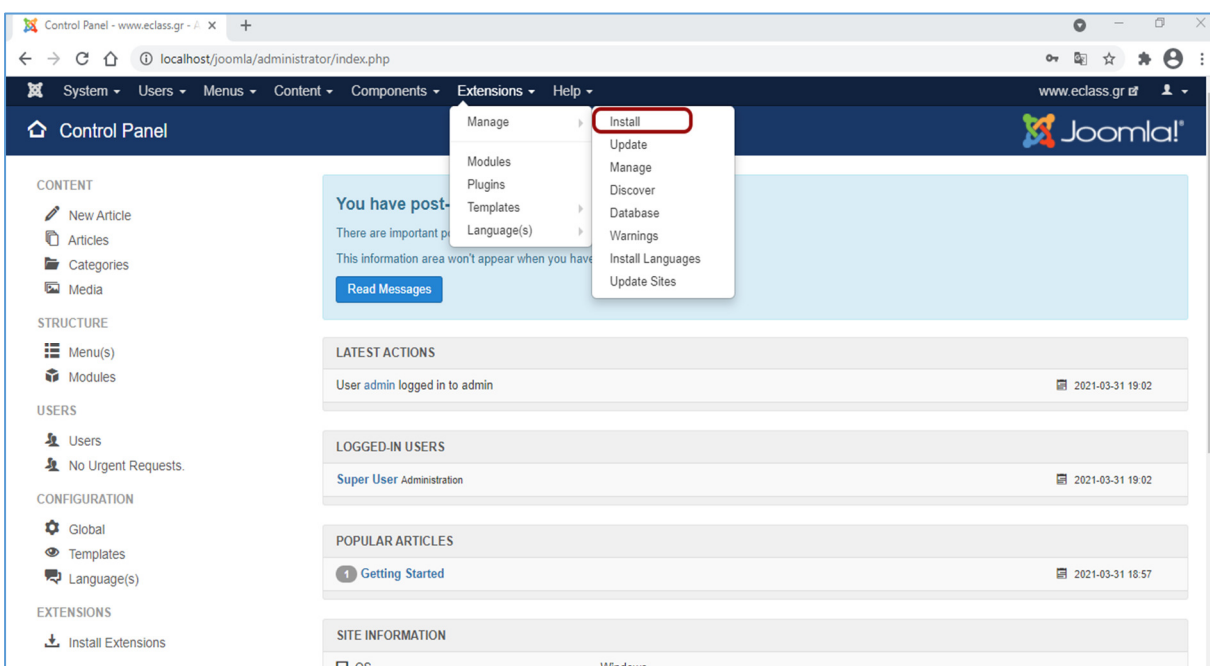 Control Panel - www.eclass.gr - A
localhost/joomla/administrator/index.php
System Users Menus Content Components Extensions Help www.eclass.gr
Control Panel
Joomla!
Manage
Modules
Plugins
Templates
Language(s)
Install
Update
Manage
Discover
Database
Warnings
Install Languages
Update Sites
CONTENT
New Article
Articles
Categories
Media
STRUCTURE
Menu(s)
Modules
USERS
Users
No Urgent Requests.
CONFIGURATION
Global
Templates
Language(s)
EXTENSIONS
Install Extensions
You have post-
There are important p
This information area won't appear when you have
Read Messages
LATEST ACTIONS
User admin logged in to admin 2021-03-31 19:02
LOGGED-IN USERS
Super User Administration 2021-03-31 19:02
POPULAR ARTICLES
1 Getting Started 2021-03-31 18:57
SITE INFORMATION